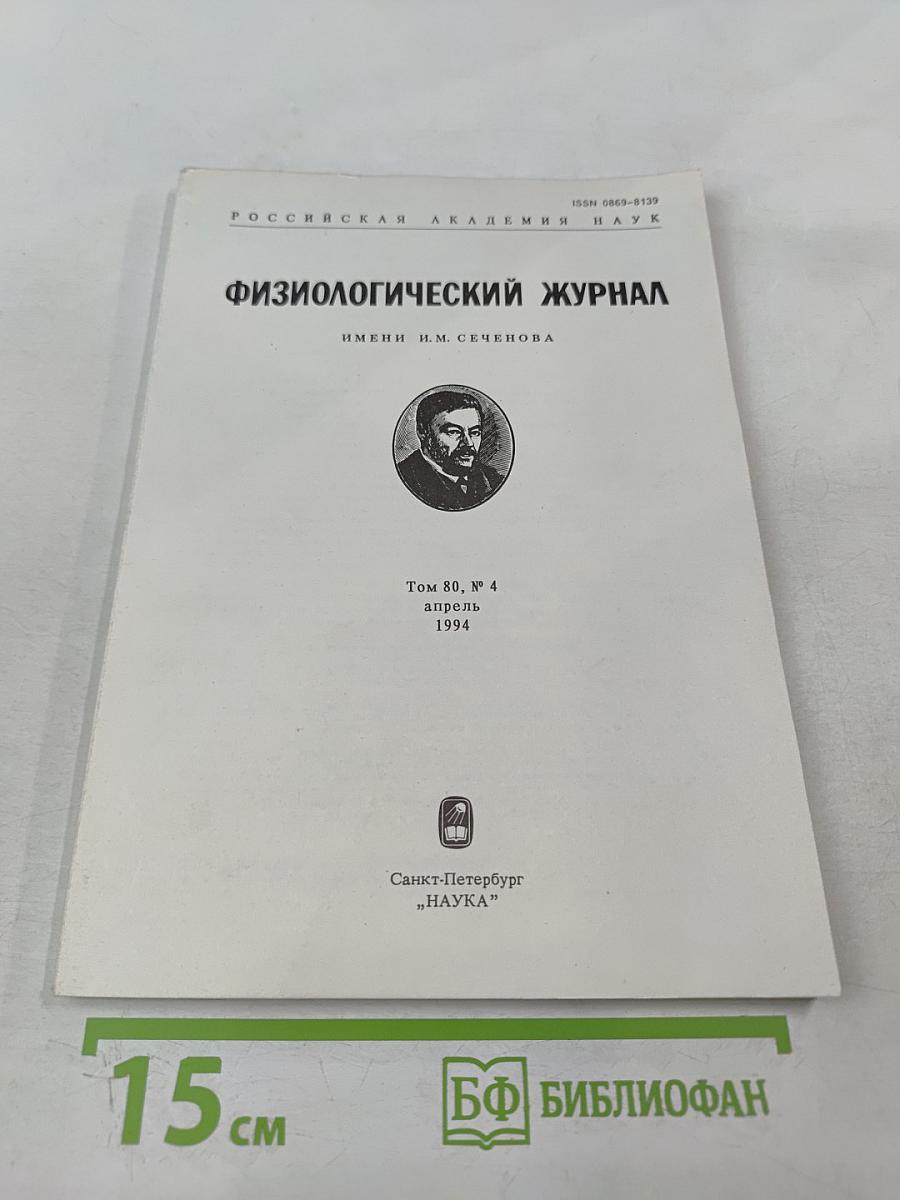 ISSN 0869-8139
РОССИЙСКАЯ АКАДЕМИЯ НАУК
ФИЗИОЛОГИЧЕСКИЙ ЖУРНАЛ
ИМЕНИ И.М. СЕЧЕНОВА
Том 80, № 4
апрель
1994
Санкт-Петербург
„НАУКА”
15 см
БФ БИБЛИОФАН